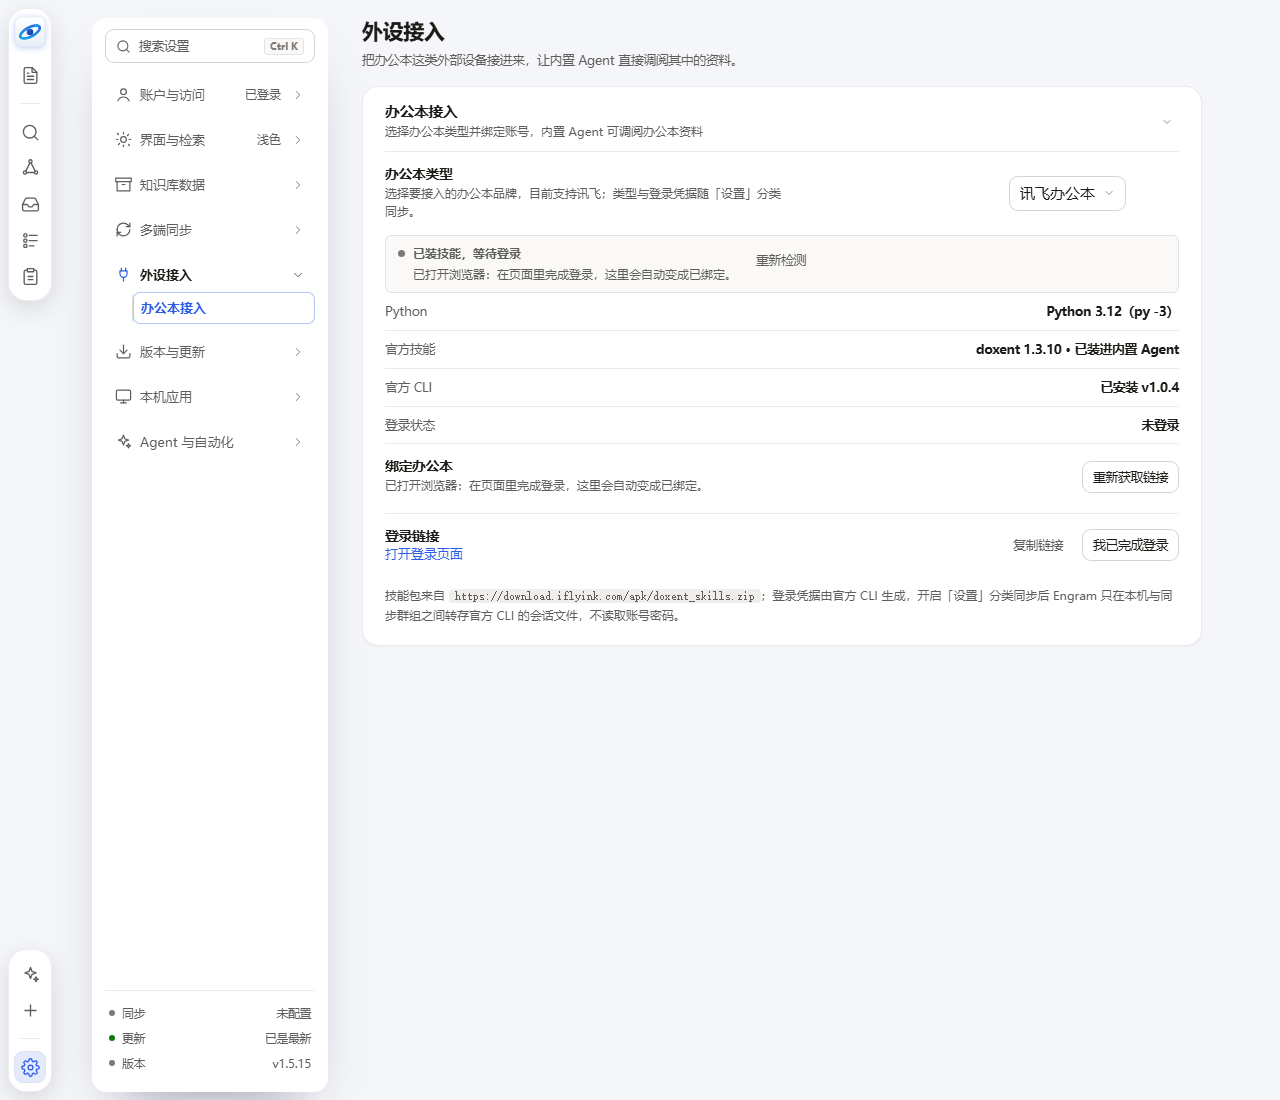 搜索设置 Ctrl K
账户与访问 已登录
界面与检索 浅色
知识库数据
多端同步
外设接入
办公本接入
版本与更新
本机应用
Agent 与自动化
同步 未配置
更新 已是最新
版本 v1.5.15
外设接入
把办公本这类外部设备接进来，让内置 Agent 直接调阅其中的资料。
办公本接入
选择办公本类型并绑定账号，内置 Agent 可调阅办公本资料
办公本类型
选择要接入的办公本品牌，目前支持讯飞；类型与登录凭据随「设置」分类
同步。
讯飞办公本
已装技能，等待登录
已打开浏览器：在页面里完成登录，这里会自动变成已绑定。
重新检测
Python Python 3.12（py -3）
官方技能 doxent 1.3.10 • 已装进内置 Agent
官方 CLI 已安装 v1.0.4
登录状态 未登录
绑定办公本
已打开浏览器：在页面里完成登录，这里会自动变成已绑定。
重新获取链接
登录链接
打开登录页面
复制链接 我已完成登录
技能包来自 https://download.iflyink.com/apk/doxent_skills.zip；登录凭据由官方 CLI 生成，开启「设置」分类同步后 Engram 只在本机与同
步群组之间转存官方 CLI 的会话文件，不读取账号密码。